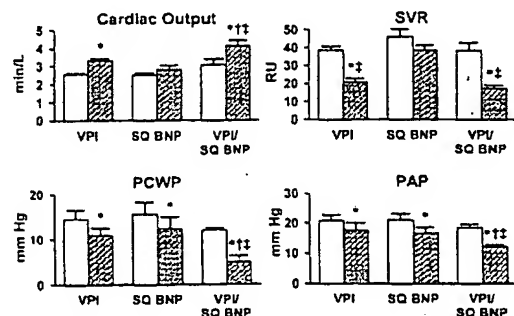 Cardiac Output
min/L
5
4
3
2
1
0
*
*†‡
VPI SQ BNP VPI/
SQ BNP
SVR
RU
50
40
30
20
10
0
*‡
*‡
VPI SQ BNP VPI/
SQ BNP
PCWP
mm Hg
20
10
0
*
*
*†‡
VPI SQ BNP VPI/
SQ BNP
PAP
mm Hg
30
20
10
0
*
*
*†‡
VPI SQ BNP VPI/
SQ BNP